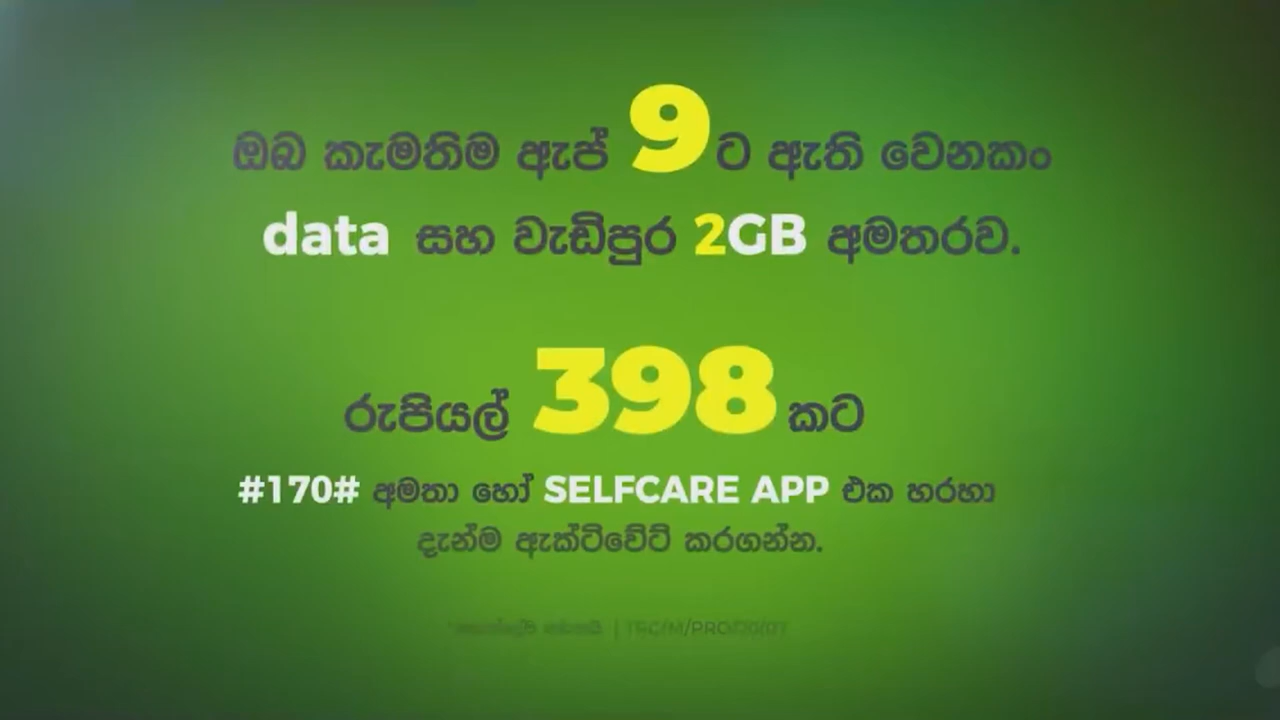 ඔබ කැමතිම ඇප් 9ට ඇති වෙනකං
data සහ වැඩිපුර 2GB අමතරව.
රුපියල් 398කට
#170# අමතා හෝ SELFCARE APP එක හරහා
දැන්ම ඇක්ටිවේට් කරගන්න.